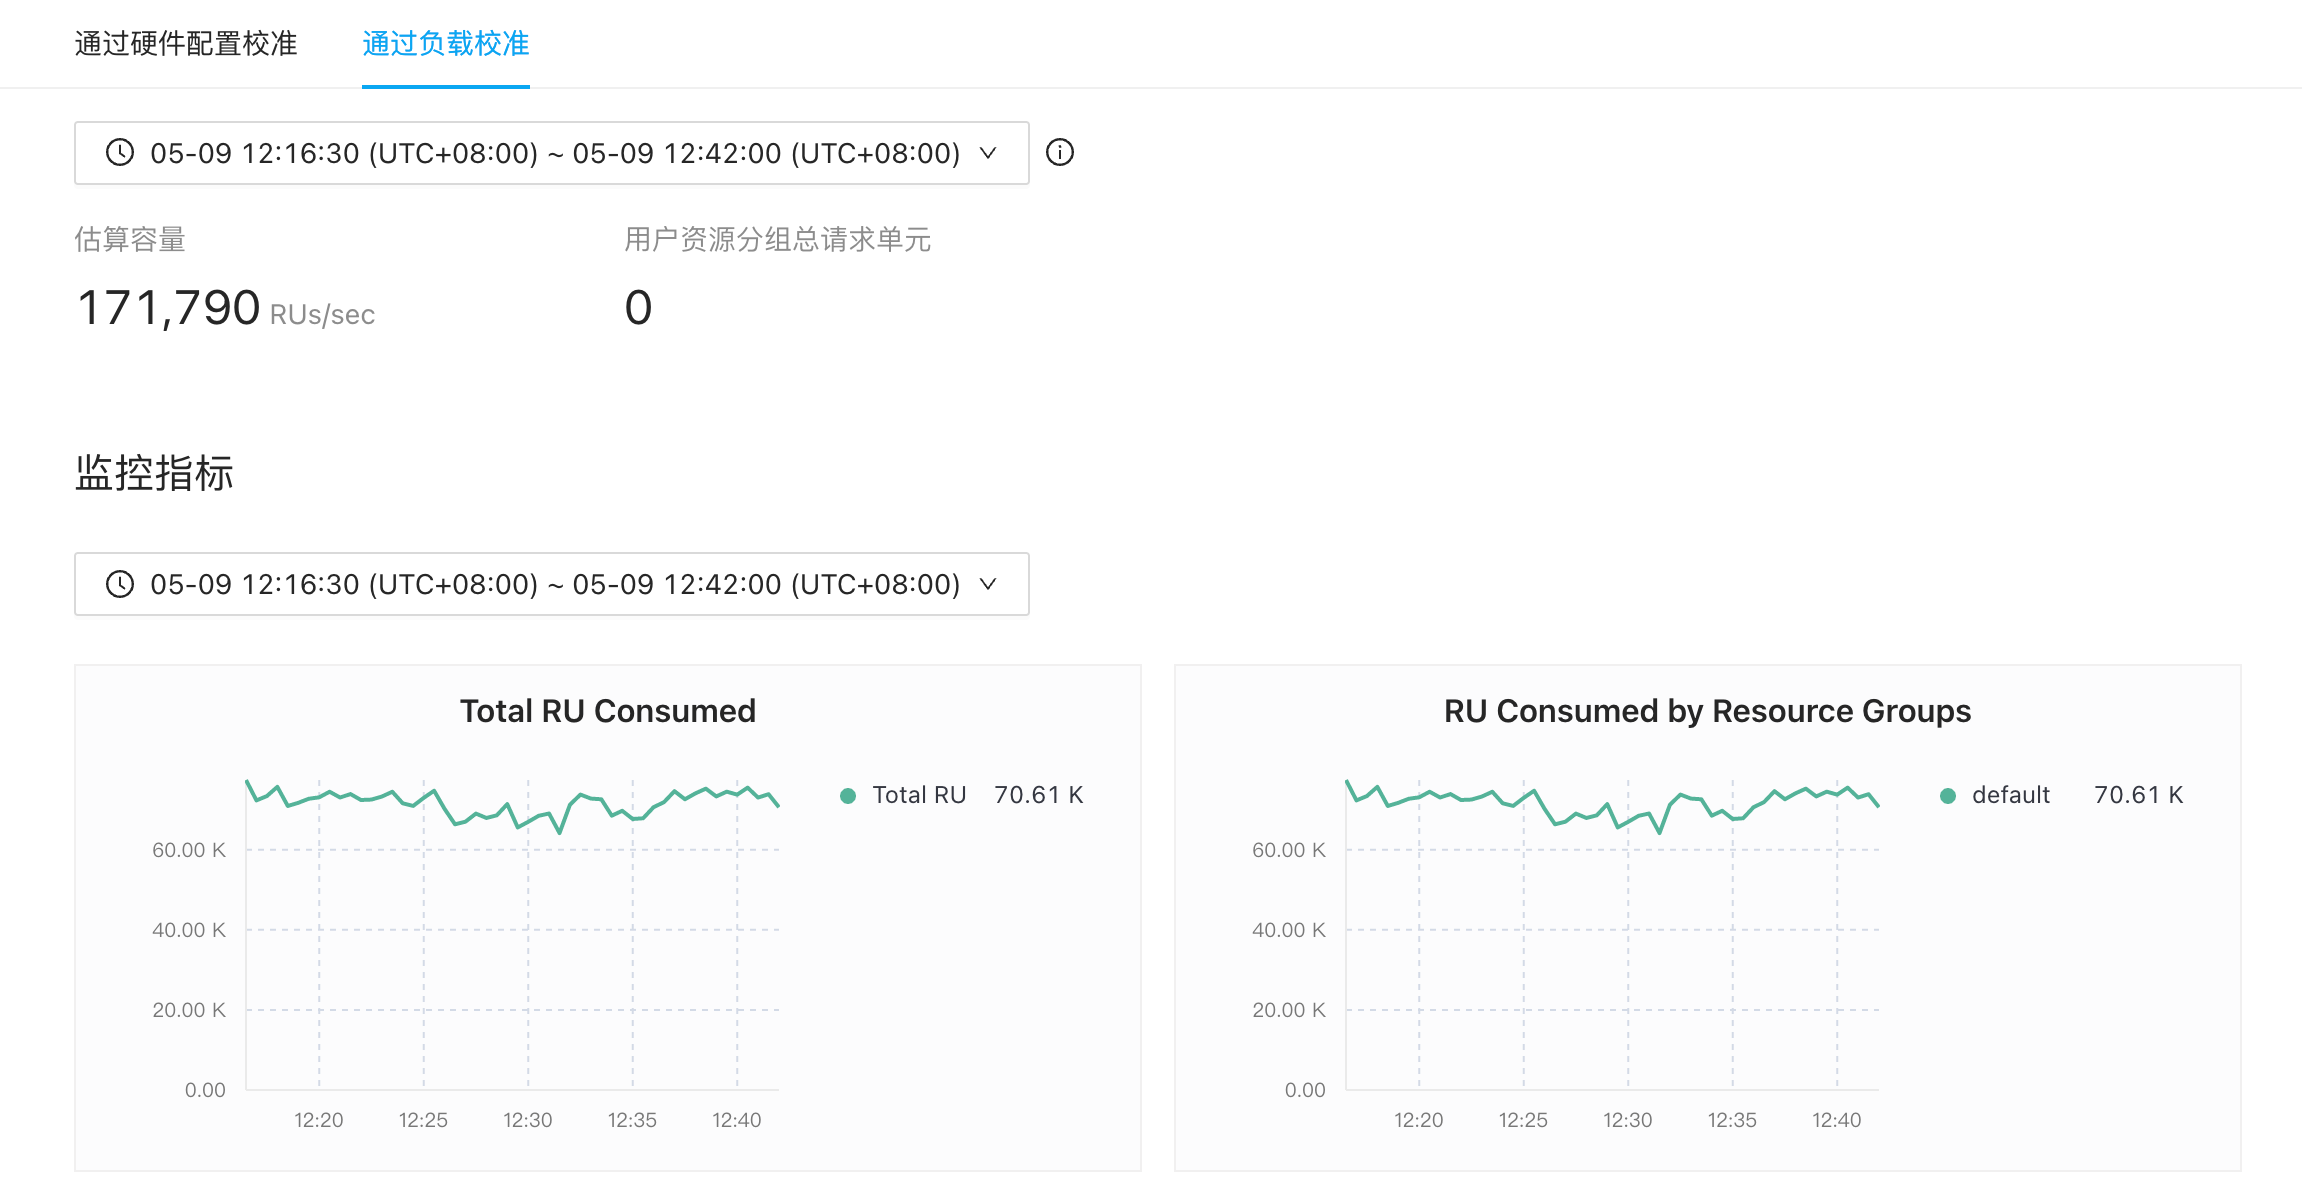 通过硬件配置校准 通过负载校准
05-09 12:16:30 (UTC+08:00) ~ 05-09 12:42:00 (UTC+08:00)
估算容量 用户资源分组总请求单元
171,790 RUs/sec 0
监控指标
05-09 12:16:30 (UTC+08:00) ~ 05-09 12:42:00 (UTC+08:00)
Total RU Consumed
Total RU 70.61 K
60.00 K
40.00 K
20.00 K
0.00
12:20 12:25 12:30 12:35 12:40
RU Consumed by Resource Groups
default 70.61 K
60.00 K
40.00 K
20.00 K
0.00
12:20 12:25 12:30 12:35 12:40